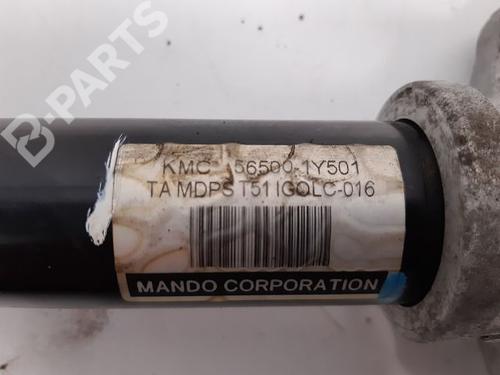 B-PARTS
KMC 56500-1Y501
TA MDPS T51 IGOLC-016
MANDO CORPORATION